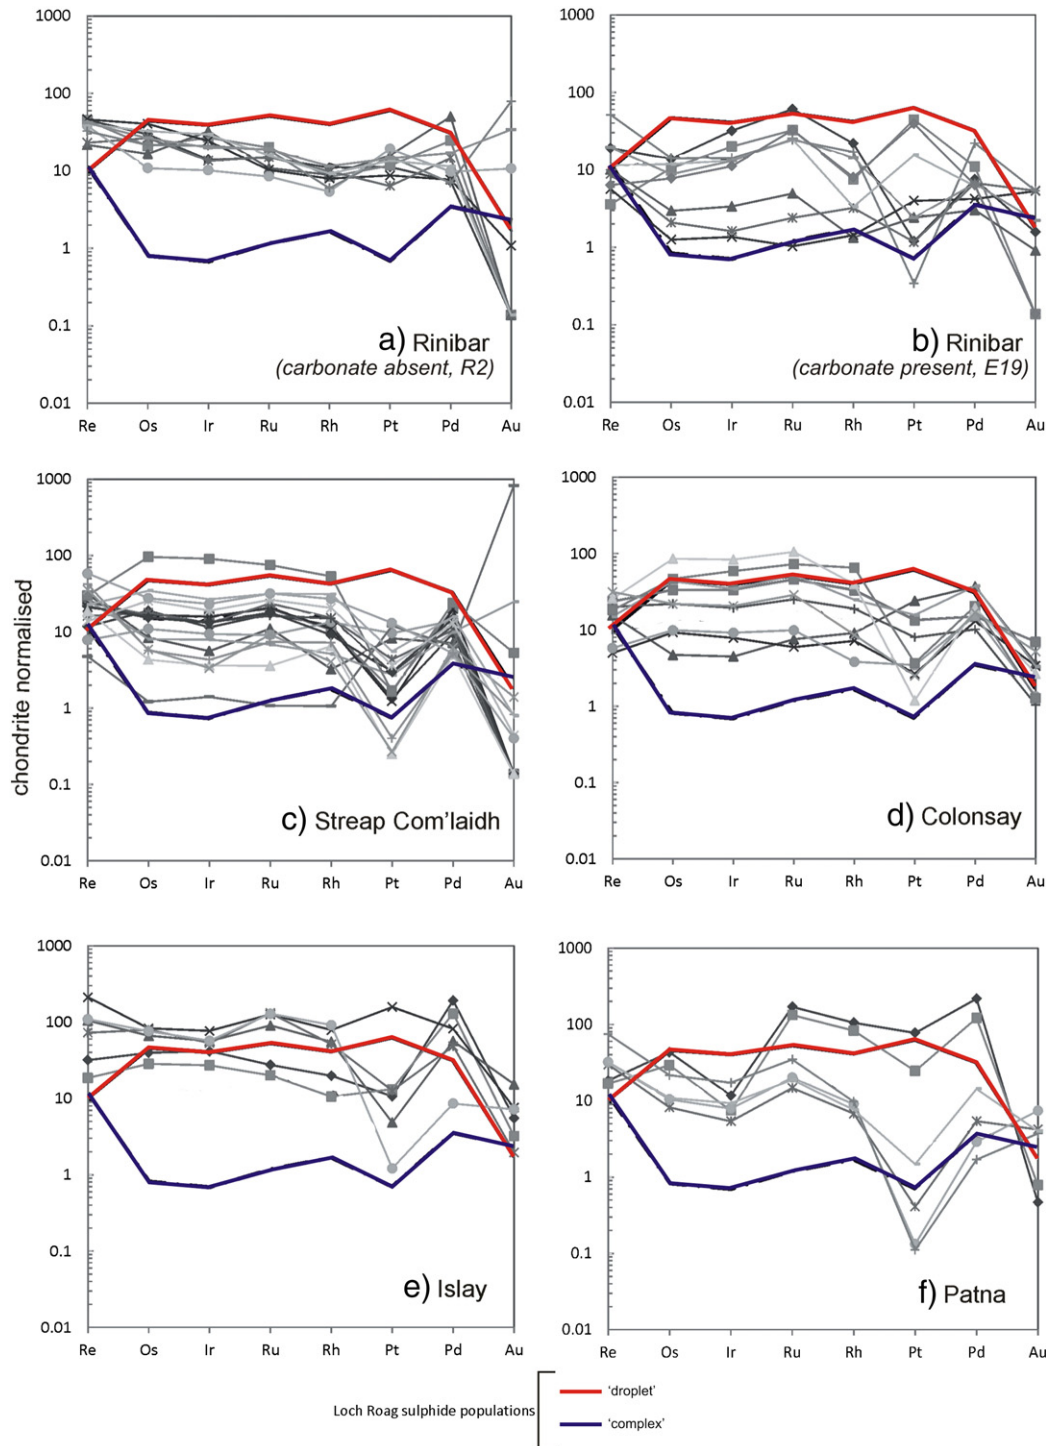 1000
100
10
1
0.1
0.01
Re Os Ir Ru Rh Pt Pd Au
a) Rinibar
(carbonate absent, R2)
1000
100
10
1
0.1
0.01
Re Os Ir Ru Rh Pt Pd Au
b) Rinibar
(carbonate present, E19)
chondrite normalised
1000
100
10
1
0.1
0.01
Re Os Ir Ru Rh Pt Pd Au
c) Streap Com'laidh
1000
100
10
1
0.1
0.01
Re Os Ir Ru Rh Pt Pd Au
d) Colonsay
1000
100
10
1
0.1
0.01
Re Os Ir Ru Rh Pt Pd Au
e) Islay
1000
100
10
1
0.1
0.01
Re Os Ir Ru Rh Pt Pd Au
f) Patna
Loch Roag sulphide populations
'droplet'
'complex'